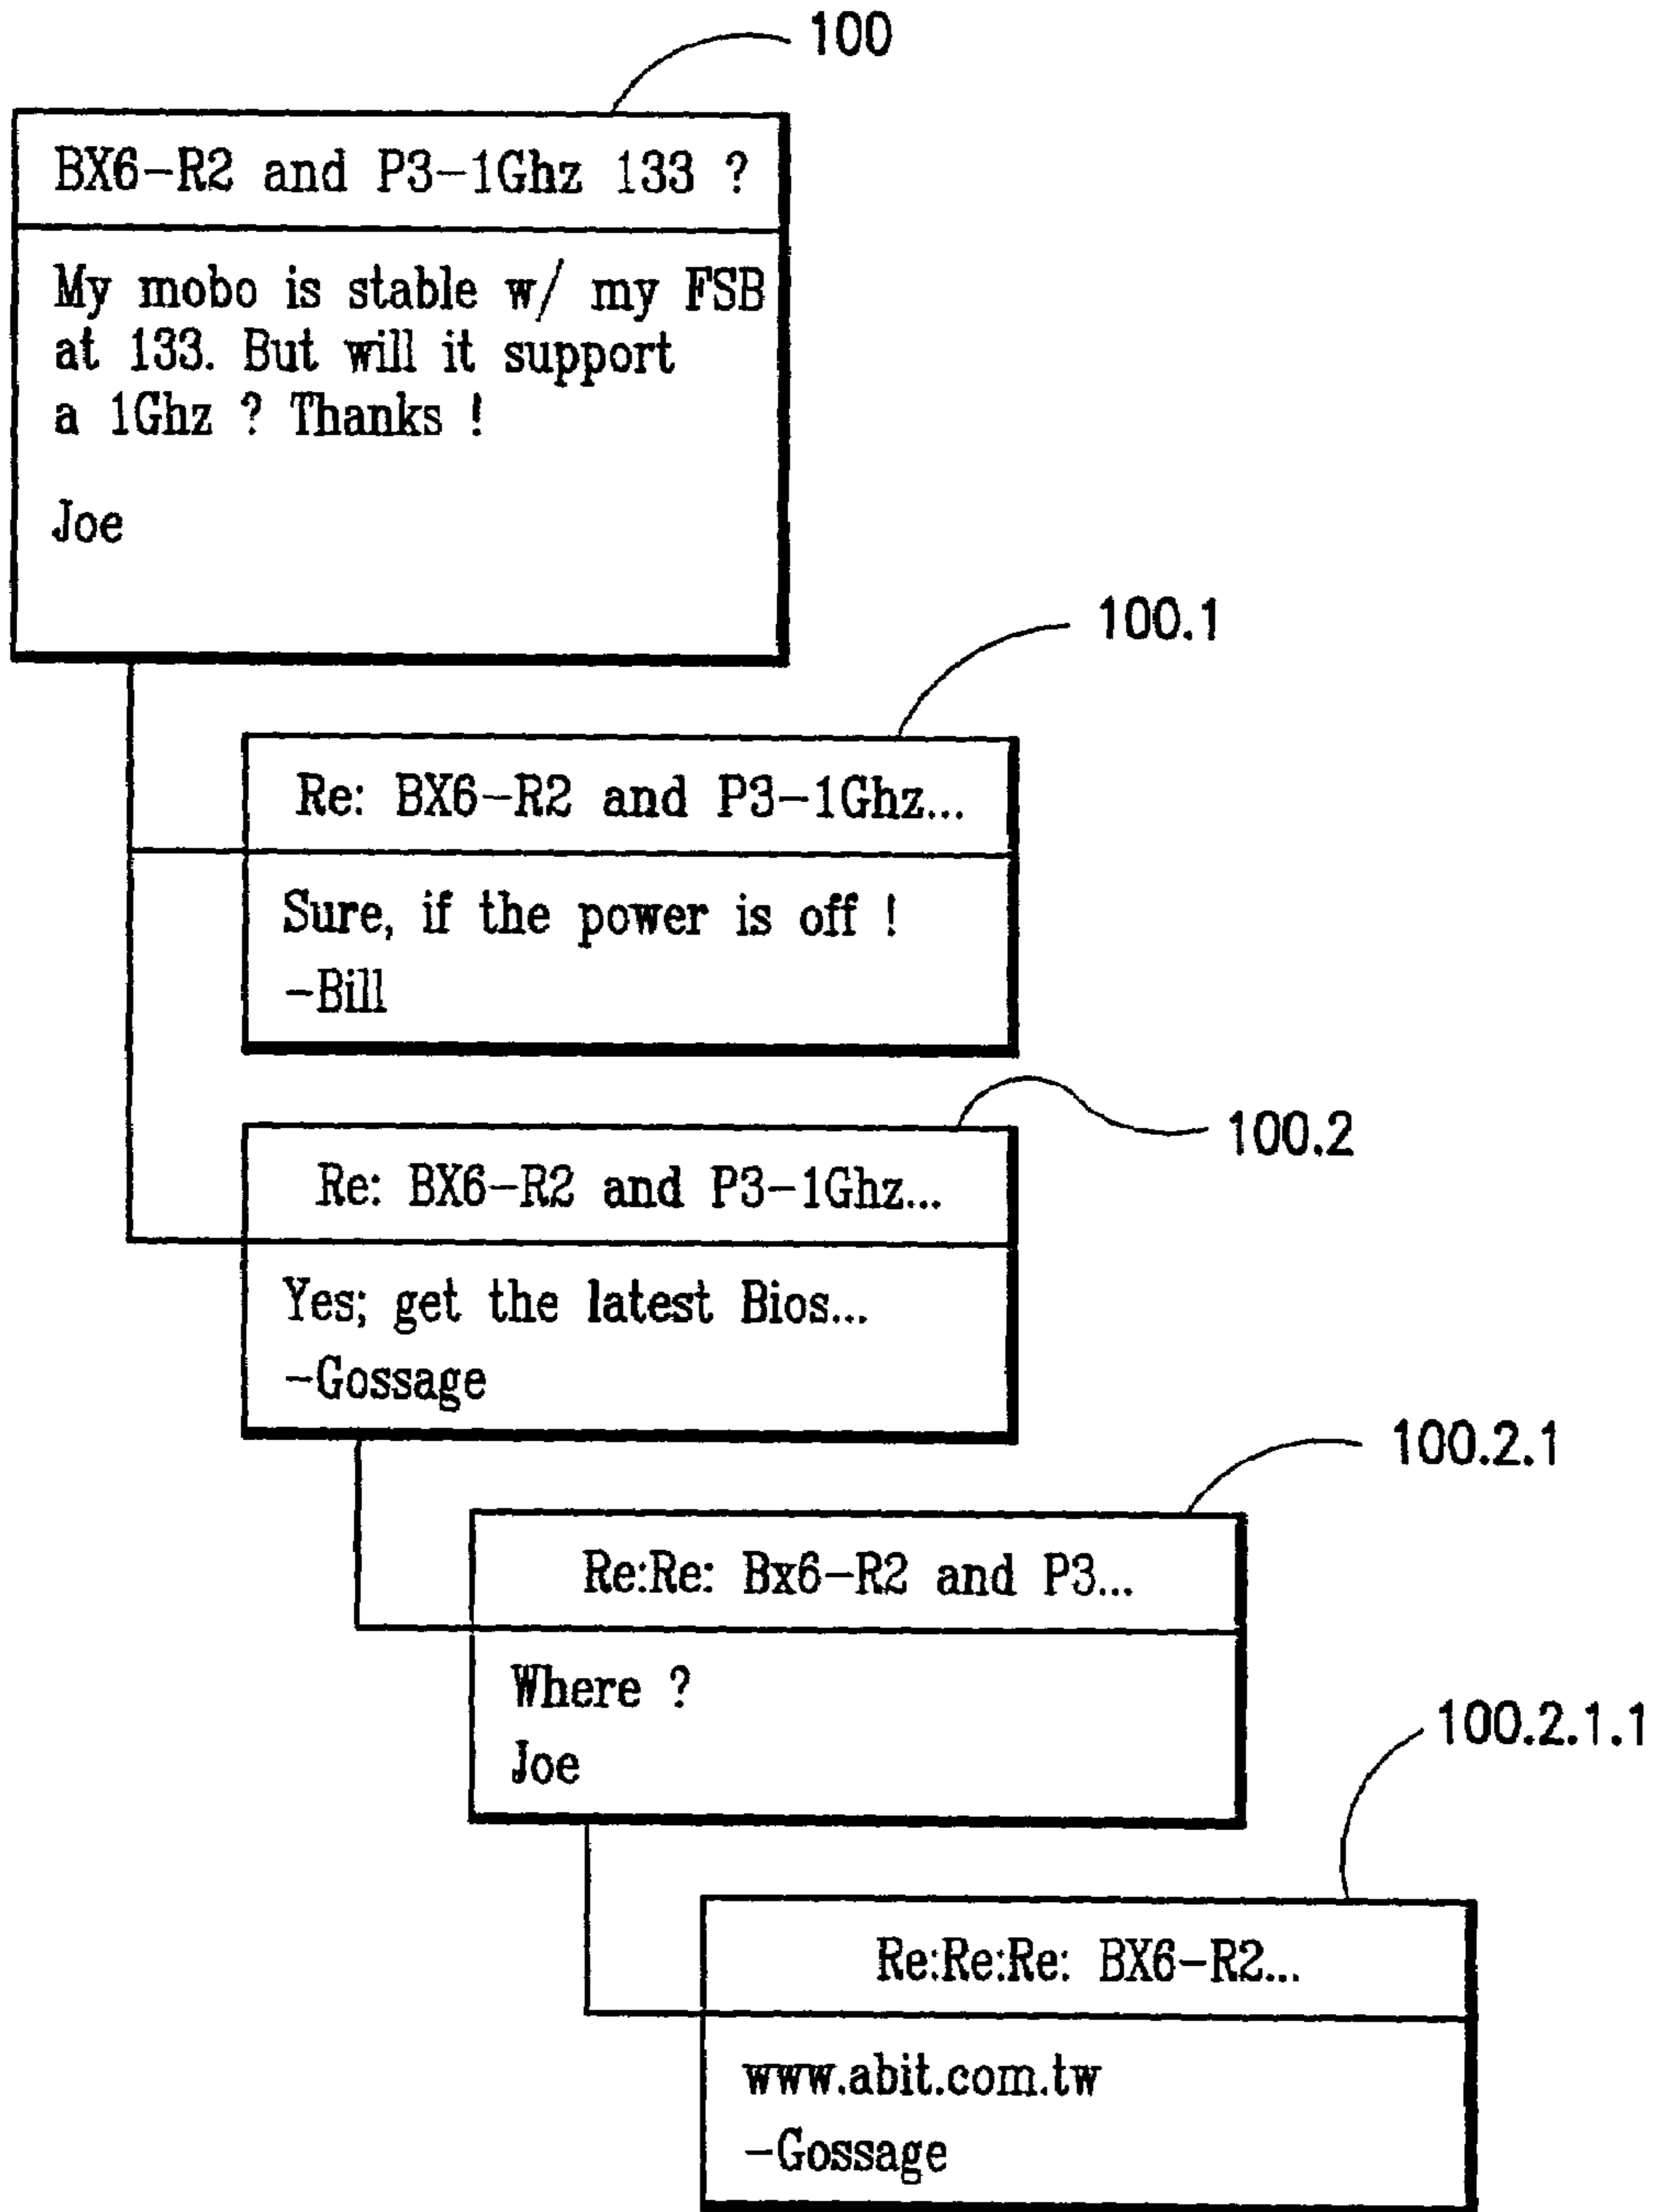 100
BX6-R2 and P3-1Ghz 133 ?
My mobo is stable w/ my FSB
at 133. But will it support
a 1Ghz ? Thanks !
Joe
100.1
Re: BX6-R2 and P3-1Ghz...
Sure, if the power is off !
-Bill
100.2
Re: BX6-R2 and P3-1Ghz...
Yes; get the latest Bios...
-Gossage
100.2.1
Re:Re: Bx6-R2 and P3...
Where ?
Joe
100.2.1.1
Re:Re:Re: BX6-R2...
www.abit.com.tw
-Gossage